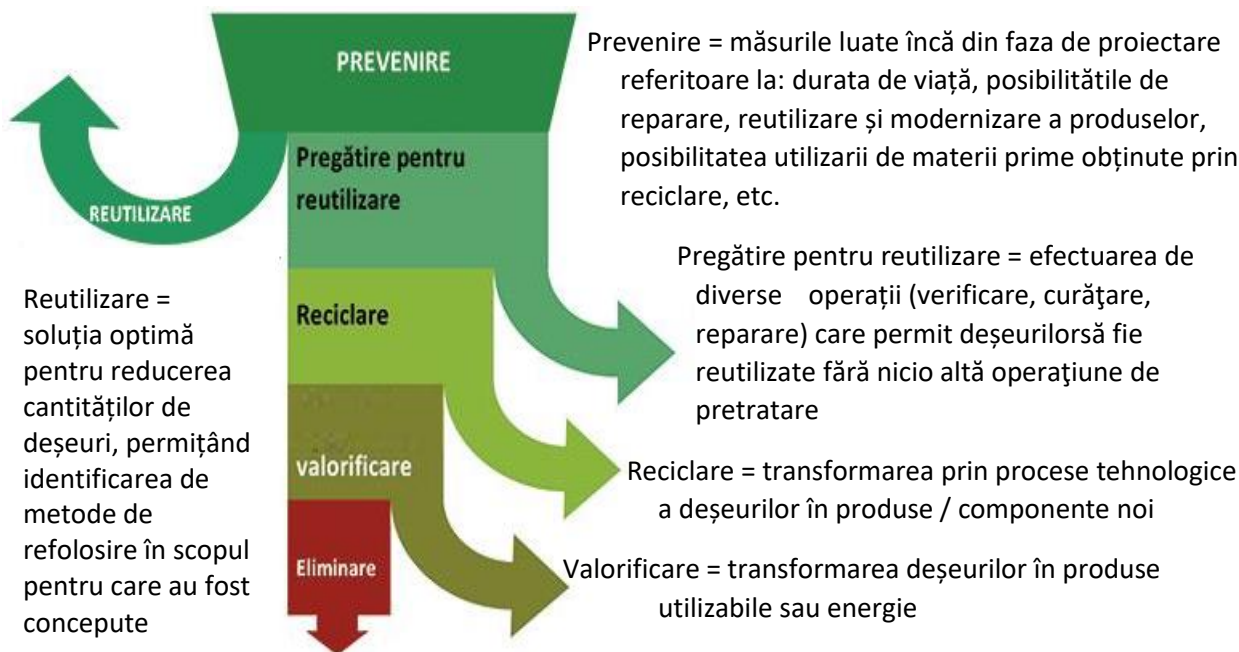 PREVENIRE
Prevenire = măsurile luate încă din faza de proiectare
referitoare la: durata de viață, posibilitătile de
reparare, reutilizare și modernizare a produselor,
posibilitatea utilizarii de materii prime obținute prin
reciclare, etc.
REUTILIZARE
Pregătire pentru
reutilizare
Pregătire pentru reutilizare = efectuarea de
diverse operații (verificare, curăţare,
reparare) care permit deșeurilorsă fie
reutilizate fără nicio altă operaţiune de
pretratare
Reutilizare =
soluția optimă
pentru reducerea
cantităților de
deșeuri, permițând
identificarea de
metode de
refolosire în scopul
pentru care au fost
concepute
Reciclare
Reciclare = transformarea prin procese tehnologice
a deșeurilor în produse / componente noi
valorificare
Valorificare = transformarea deșeurilor în produse
utilizabile sau energie
Eliminare